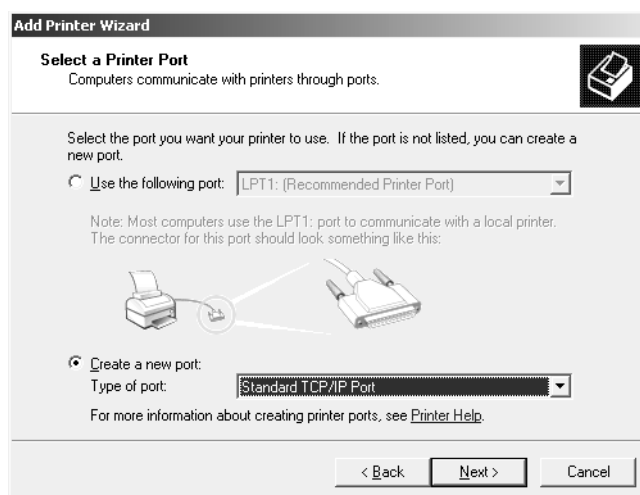 Add Printer Wizard
Select a Printer Port
Computers communicate with printers through ports.
Select the port you want your printer to use. If the port is not listed, you can create a
new port.
Use the following port: LPT1: (Recommended Printer Port)
Note: Most computers use the LPT1: port to communicate with a local printer.
The connector for this port should look something like this:
Create a new port:
Type of port: Standard TCP/IP Port
For more information about creating printer ports, see Printer Help.
< Back Next > Cancel